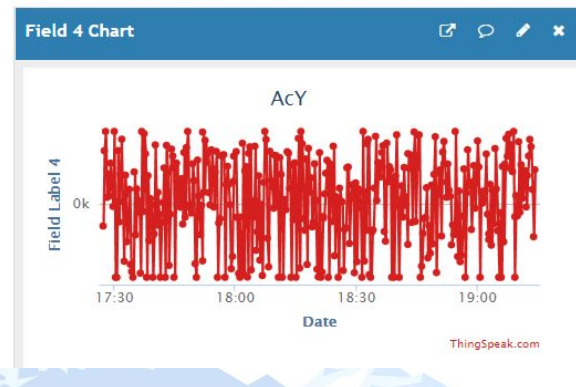 Field 4 Chart
AcY
Field Label 4
0k
17:30 18:00 18:30 19:00
Date
ThingSpeak.com